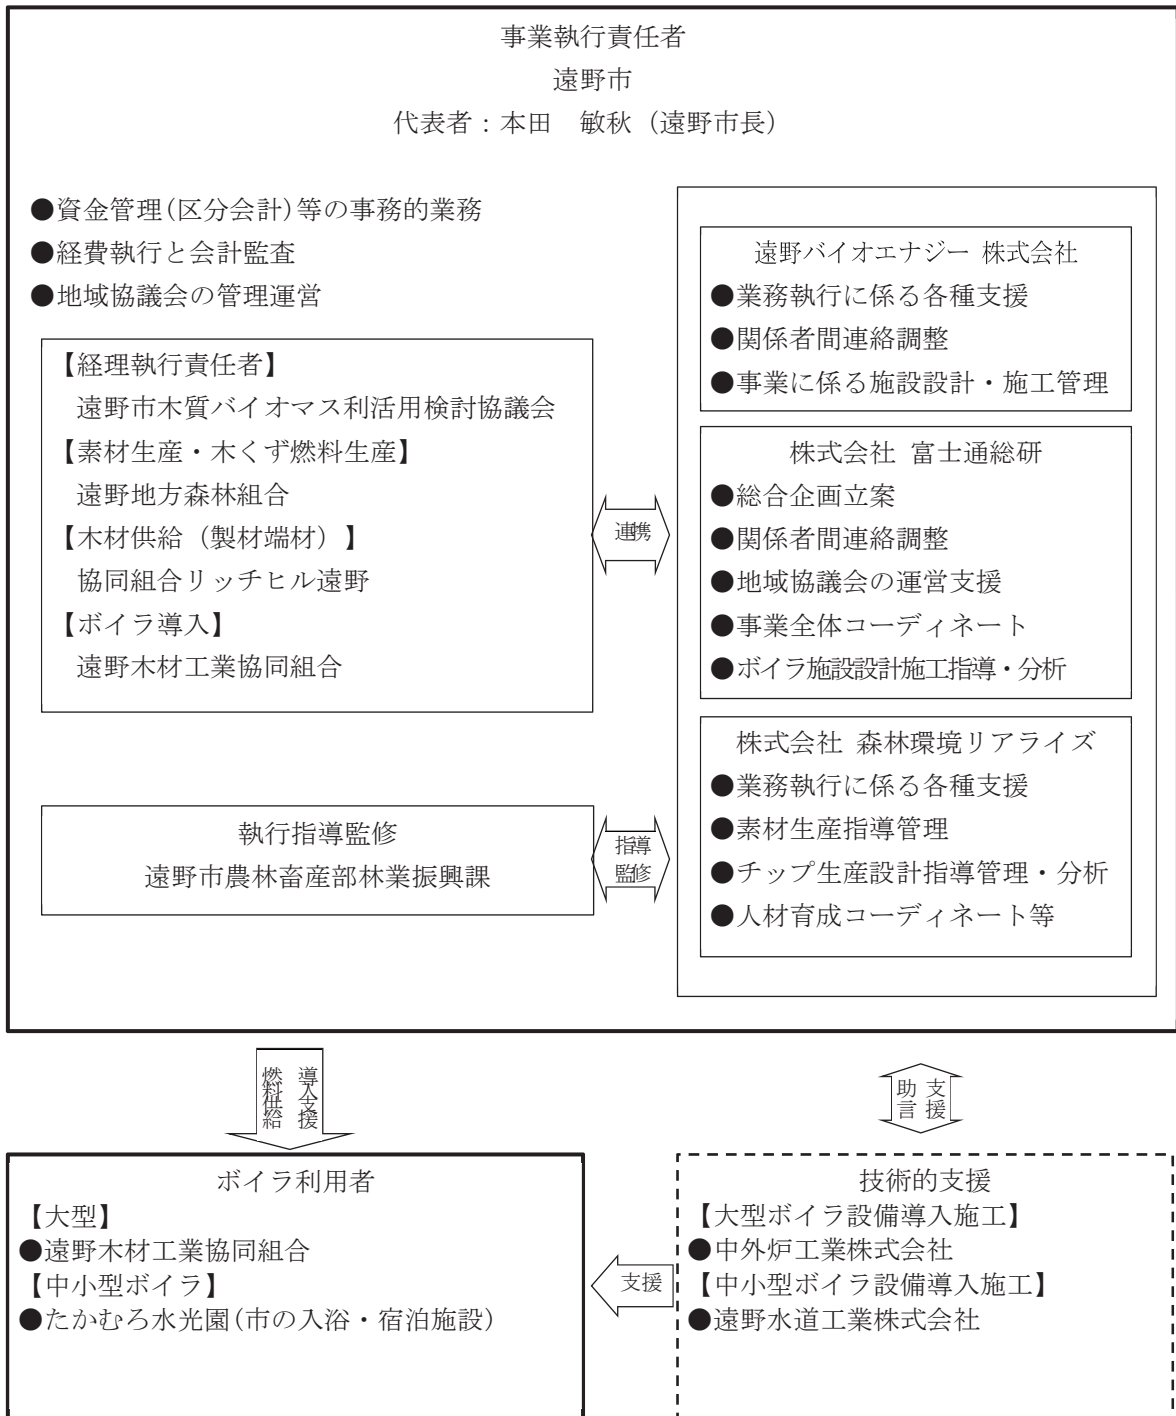 事業執行責任者
遠野市
代表者：本田　敏秋（遠野市長）
●資金管理(区分会計)等の事務的業務
●経費執行と会計監査
●地域協議会の管理運営
【経理執行責任者】
遠野市木質バイオマス利活用検討協議会
【素材生産・木くず燃料生産】
遠野地方森林組合
【木材供給（製材端材）】
協同組合リッチヒル遠野
【ボイラ導入】
遠野木材工業協同組合
連携
遠野バイオエナジー 株式会社
●業務執行に係る各種支援
●関係者間連絡調整
●事業に係る施設設計・施工管理
株式会社 富士通総研
●総合企画立案
●関係者間連絡調整
●地域協議会の運営支援
●事業全体コーディネート
●ボイラ施設設計施工指導・分析
株式会社 森林環境リアライズ
●業務執行に係る各種支援
●素材生産指導管理
●チップ生産設計指導管理・分析
●人材育成コーディネート等
執行指導監修
遠野市農林畜産部林業振興課
指導
監修
導入支援
燃料供給
支援
助言
ボイラ利用者
【大型】
●遠野木材工業協同組合
【中小型ボイラ】
●たかむろ水光園(市の入浴・宿泊施設)
支援
技術的支援
【大型ボイラ設備導入施工】
●中外炉工業株式会社
【中小型ボイラ設備導入施工】
●遠野水道工業株式会社